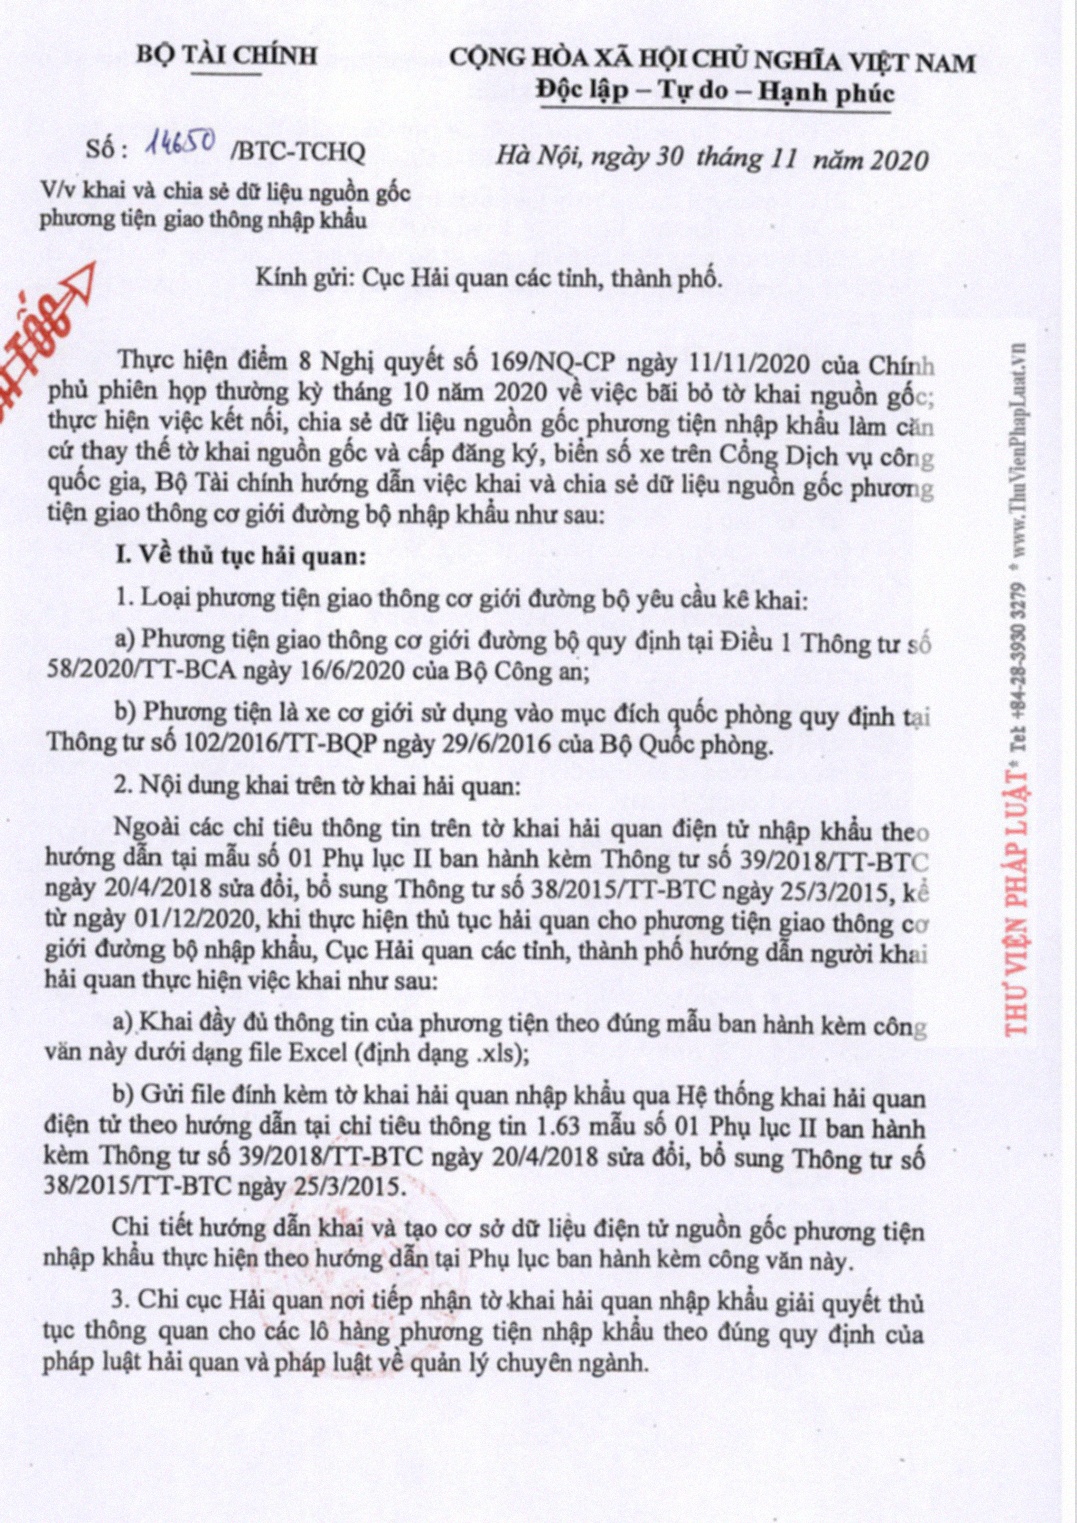 BỘ TÀI CHÍNH
CỘNG HÒA XÃ HỘI CHỦ NGHĨA VIỆT NAM
Độc lập – Tự do – Hạnh phúc
Số : 14650 /BTC-TCHQ
Hà Nội, ngày 30 tháng 11 năm 2020
V/v khai và chia sẻ dữ liệu nguồn gốc
phương tiện giao thông nhập khẩu
TỐC
Kính gửi: Cục Hải quan các tỉnh, thành phố.
Thực hiện điểm 8 Nghị quyết số 169/NQ-CP ngày 11/11/2020 của Chính
phủ phiên họp thường kỳ tháng 10 năm 2020 về việc bãi bỏ tờ khai nguồn gốc;
thực hiện việc kết nối, chia sẻ dữ liệu nguồn gốc phương tiện nhập khẩu làm căn
cứ thay thế tờ khai nguồn gốc và cấp đăng ký, biển số xe trên Cổng Dịch vụ công
quốc gia, Bộ Tài chính hướng dẫn việc khai và chia sẻ dữ liệu nguồn gốc phương
tiện giao thông cơ giới đường bộ nhập khẩu như sau:
I. Về thủ tục hải quan:
1. Loại phương tiện giao thông cơ giới đường bộ yêu cầu kê khai:
a) Phương tiện giao thông cơ giới đường bộ quy định tại Điều 1 Thông tư số
58/2020/TT-BCA ngày 16/6/2020 của Bộ Công an;
b) Phương tiện là xe cơ giới sử dụng vào mục đích quốc phòng quy định tại
Thông tư số 102/2016/TT-BQP ngày 29/6/2016 của Bộ Quốc phòng.
2. Nội dung khai trên tờ khai hải quan:
Ngoài các chỉ tiêu thông tin trên tờ khai hải quan điện tử nhập khẩu theo
hướng dẫn tại mẫu số 01 Phụ lục II ban hành kèm Thông tư số 39/2018/TT-BTC
ngày 20/4/2018 sửa đổi, bổ sung Thông tư số 38/2015/TT-BTC ngày 25/3/2015, kể
từ ngày 01/12/2020, khi thực hiện thủ tục hải quan cho phương tiện giao thông cơ
giới đường bộ nhập khẩu, Cục Hải quan các tỉnh, thành phố hướng dẫn người khai
hải quan thực hiện việc khai như sau:
a) Khai đầy đủ thông tin của phương tiện theo đúng mẫu ban hành kèm công
văn này dưới dạng file Excel (định dạng .xls);
b) Gửi file đính kèm tờ khai hải quan nhập khẩu qua Hệ thống khai hải quan
điện tử theo hướng dẫn tại chỉ tiêu thông tin 1.63 mẫu số 01 Phụ lục II ban hành
kèm Thông tư số 39/2018/TT-BTC ngày 20/4/2018 sửa đổi, bổ sung Thông tư số
38/2015/TT-BTC ngày 25/3/2015.
Chi tiết hướng dẫn khai và tạo cơ sở dữ liệu điện tử nguồn gốc phương tiện
nhập khẩu thực hiện theo hướng dẫn tại Phụ lục ban hành kèm công văn này.
3. Chi cục Hải quan nơi tiếp nhận tờ khai hải quan nhập khẩu giải quyết thủ
tục thông quan cho các lô hàng phương tiện nhập khẩu theo đúng quy định của
pháp luật hải quan và pháp luật về quản lý chuyên ngành.
THƯ VIỆN PHÁP LUẬT * Tel: +84-28-3930 3279 * www.ThuVienPhapLuat.vn